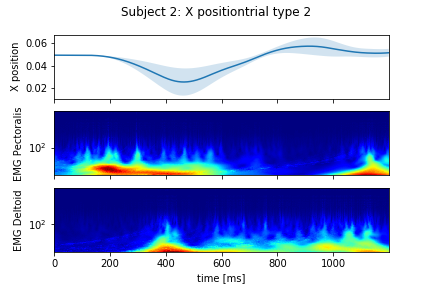 Subject 2: X positiontrial type 2
0.06
0.04
0.02
X position
10²
EMG Pectoralis
10²
EMG Deltoid
0 200 400 600 800 1000
time [ms]